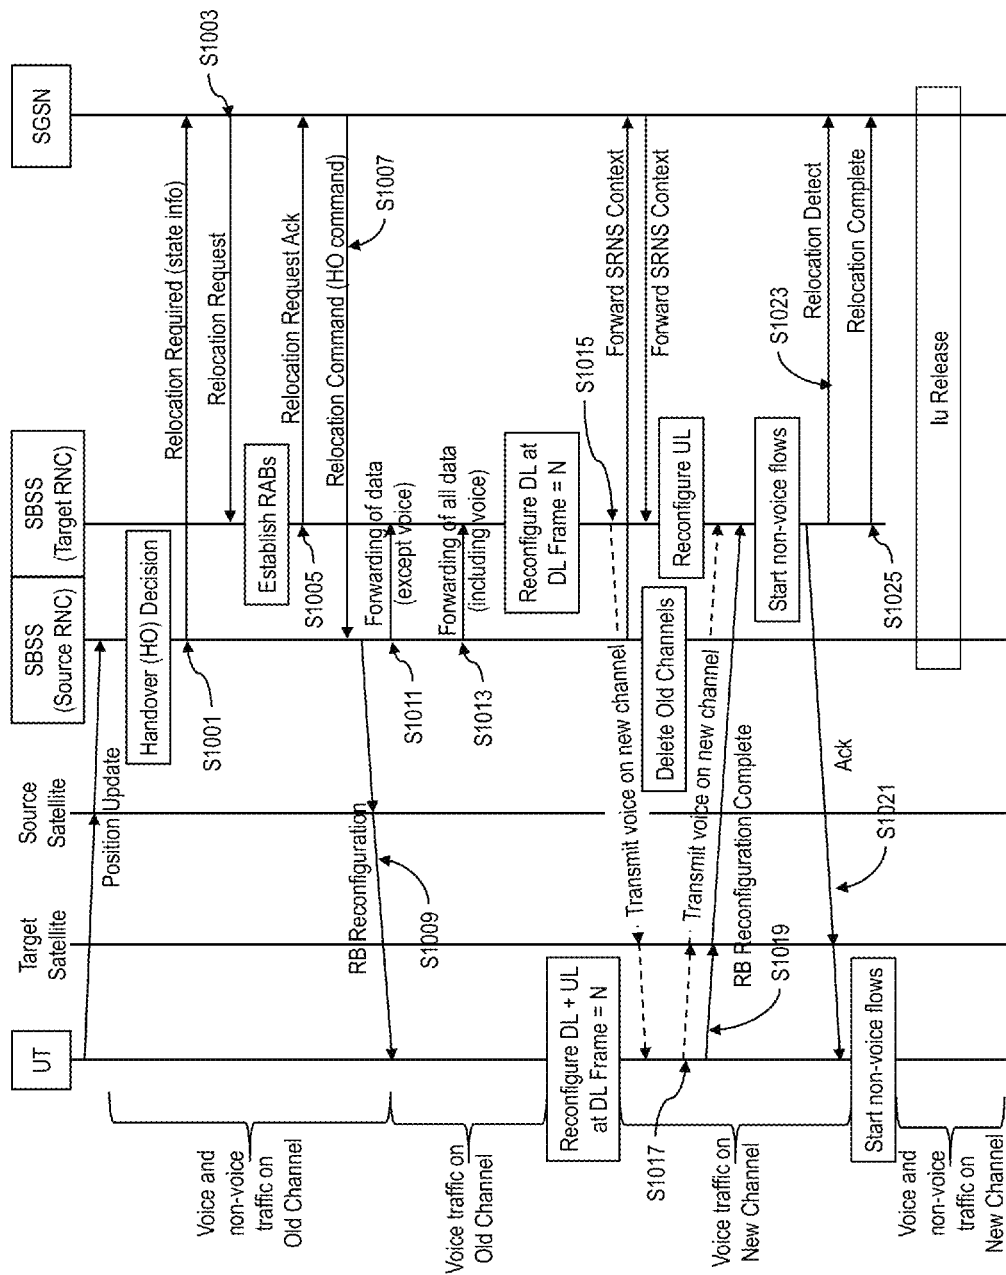 UT
Target
Satellite
Source
Satellite
SBSS
(Source RNC)
SBSS
(Target RNC)
SGSN
Position Update
Handover (HO) Decision
Relocation Required (state info)
S1001
S1003
Relocation Request
Establish RABs
Relocation Request Ack
S1005
Relocation Command (HO command)
S1007
RB Reconfiguration
S1009
Forwarding of data
(except voice)
S1011
Forwarding of all data
(including voice)
S1013
Voice and
non-voice
traffic on
Old Channel
Voice traffic on
Old Channel
Reconfigure DL + UL
at DL Frame = N
Reconfigure DL at
DL Frame = N
S1015
Transmit voice on new channel
Forward SRNS Context
Forward SRNS Context
Delete Old Channels
Reconfigure UL
S1017
Transmit voice on new channel
RB Reconfiguration Complete
S1019
Voice traffic on
New Channel
Start non-voice flows
Ack
S1021
Relocation Detect
S1023
Relocation Complete
S1025
Start non-voice flows
Iu Release
Voice and
non-voice
traffic on
New Channel